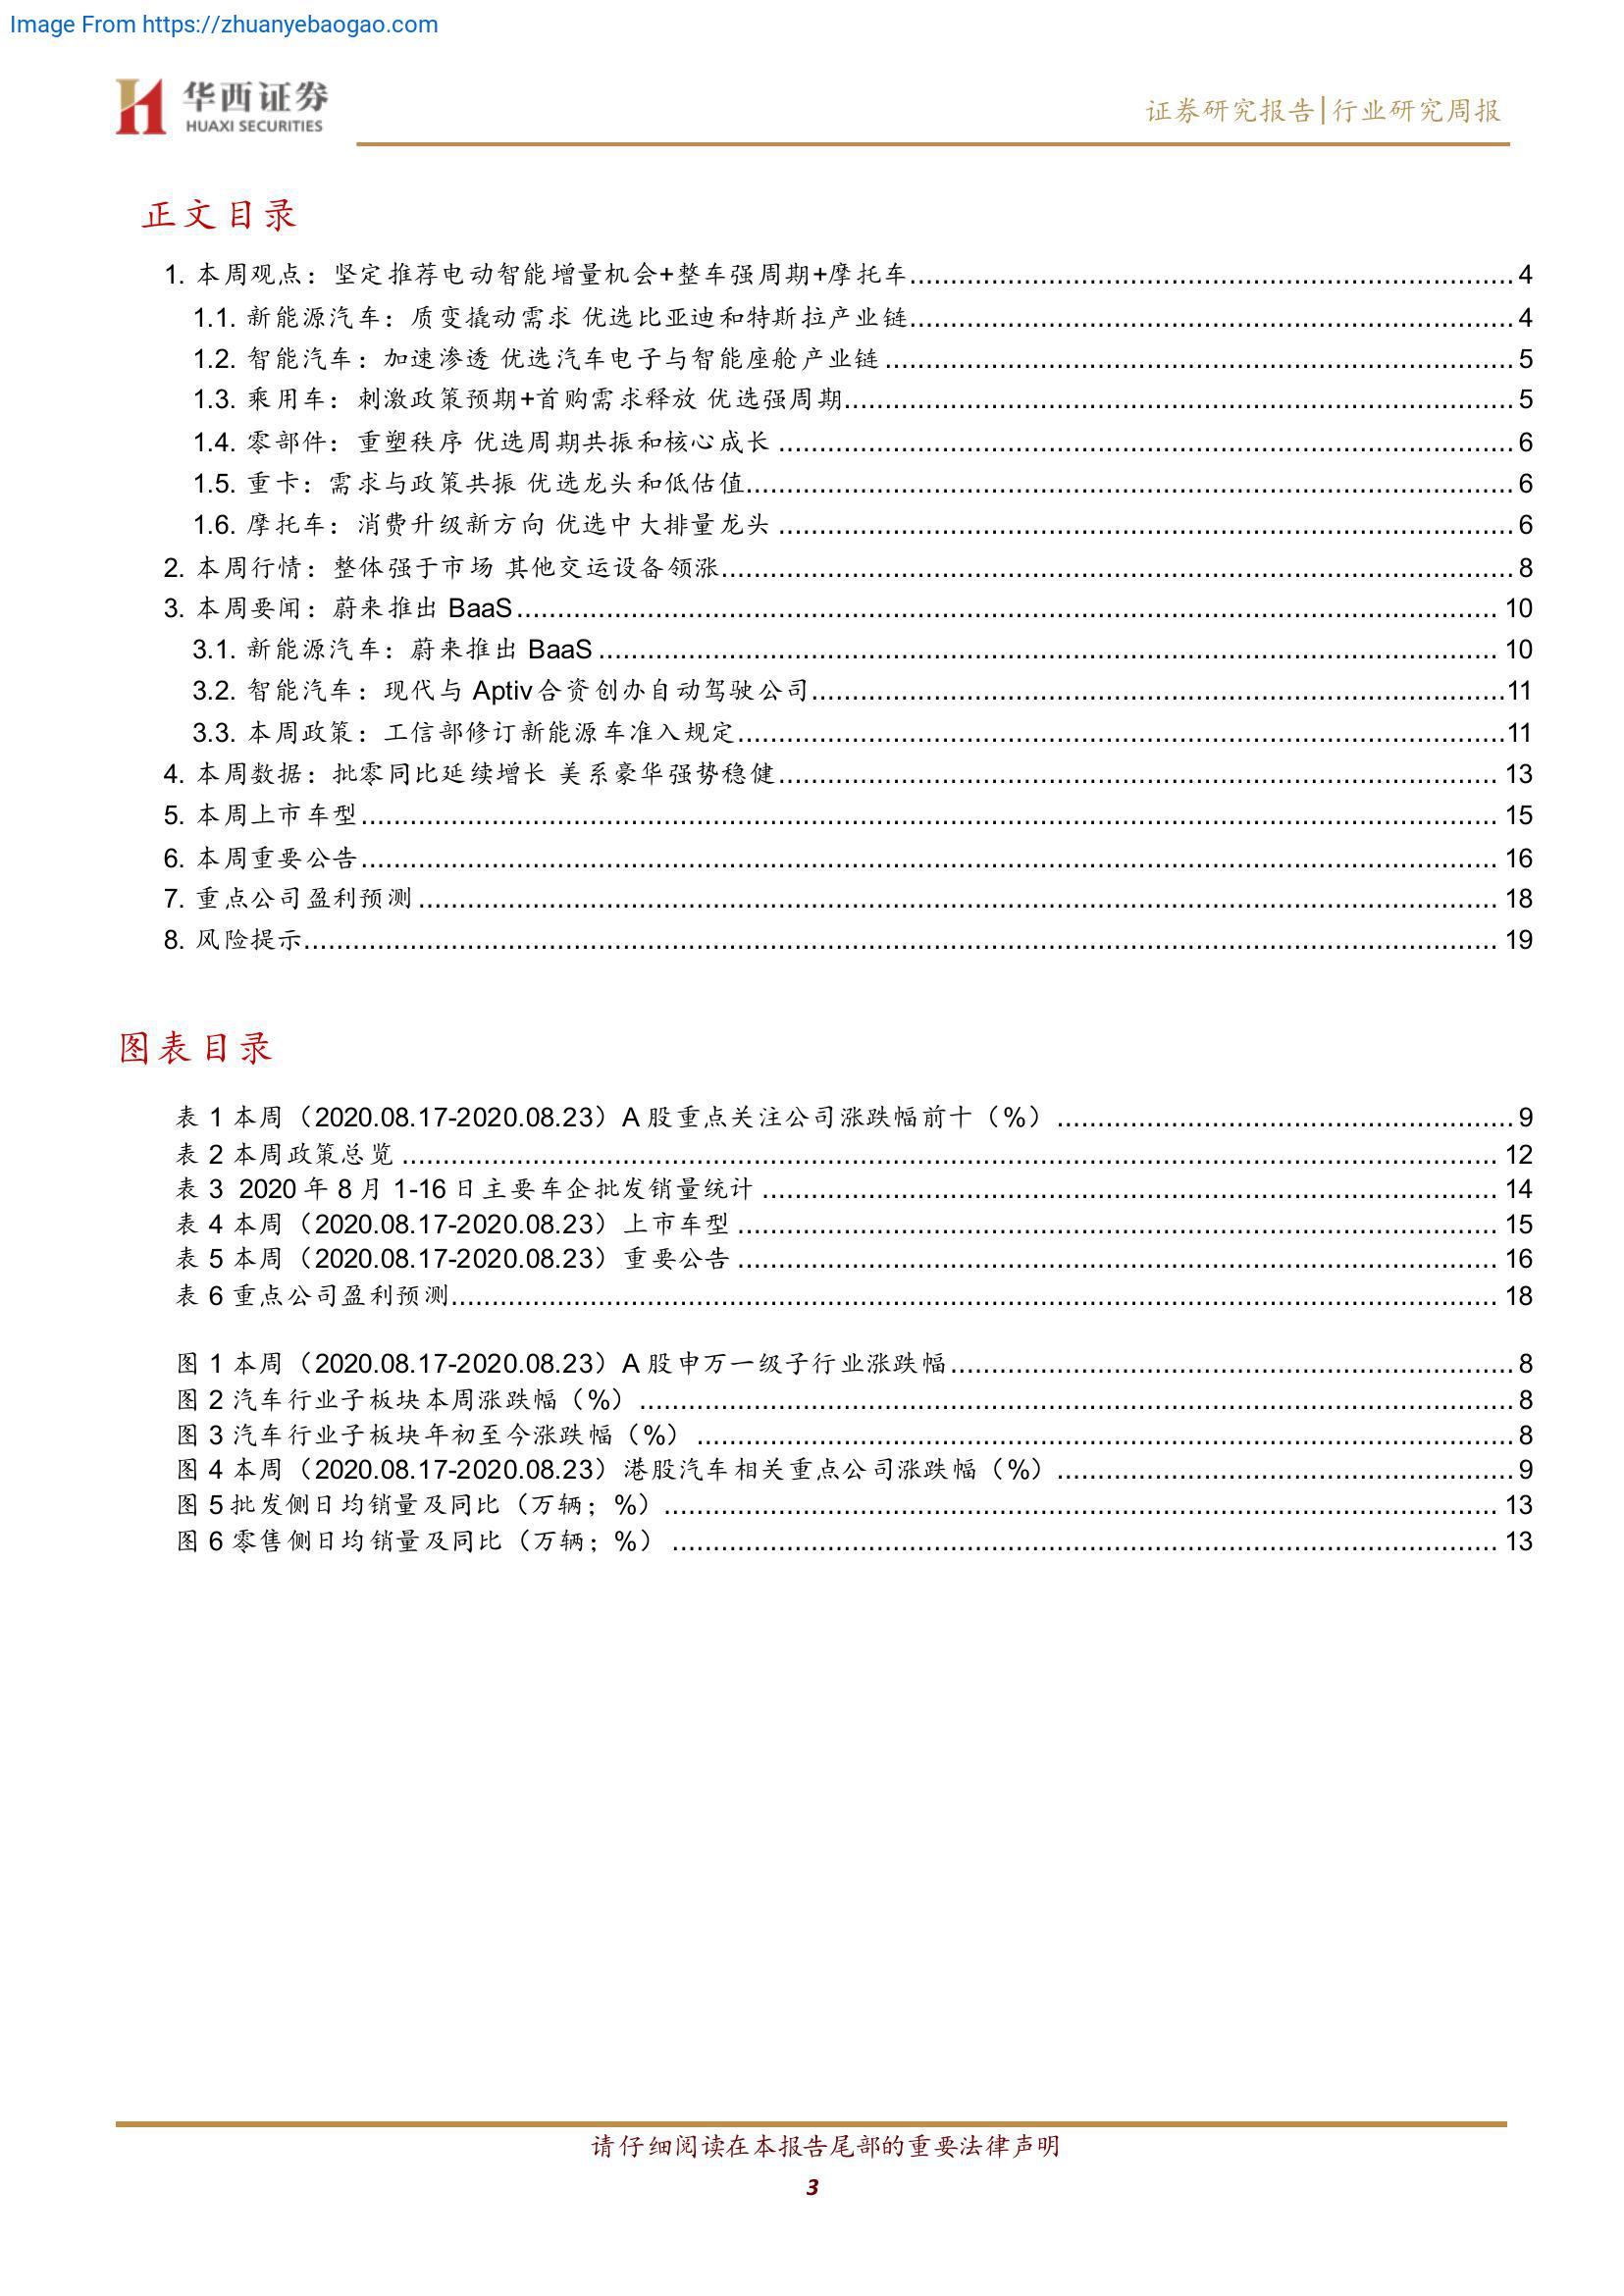 Image From https://zhuanyebaogao.com
华西证券
HUAXI SECURITIES
证券研究报告|行业研究周报
正文目录
1. 本周观点：坚定推荐电动智能增量机会+整车强周期+摩托车 4
1.1. 新能源汽车：质变撬动需求 优选比亚迪和特斯拉产业链 4
1.2. 智能汽车：加速渗透 优选汽车电子与智能座舱产业链 5
1.3. 乘用车：刺激政策预期+首购需求释放 优选强周期 5
1.4. 零部件：重塑秩序 优选周期共振和核心成长 6
1.5. 重卡：需求与政策共振 优选龙头和低估值 6
1.6. 摩托车：消费升级新方向 优选中大排量龙头 6
2. 本周行情：整体强于市场 其他交运设备领涨 8
3. 本周要闻：蔚来推出 BaaS 10
3.1. 新能源汽车：蔚来推出 BaaS 10
3.2. 智能汽车：现代与 Aptiv 合资创办自动驾驶公司 11
3.3. 本周政策：工信部修订新能源车准入规定 11
4. 本周数据：批零同比延续增长 美系豪华强势稳健 13
5. 本周上市车型 15
6. 本周重要公告 16
7. 重点公司盈利预测 18
8. 风险提示 19
图表目录
表 1 本周（2020.08.17-2020.08.23）A 股重点关注公司涨跌幅前十（%） 9
表 2 本周政策总览 12
表 3 2020 年 8 月 1-16 日主要车企批发销量统计 14
表 4 本周（2020.08.17-2020.08.23）上市车型 15
表 5 本周（2020.08.17-2020.08.23）重要公告 16
表 6 重点公司盈利预测 18
图 1 本周（2020.08.17-2020.08.23）A 股申万一级子行业涨跌幅 8
图 2 汽车行业子板块本周涨跌幅（%） 8
图 3 汽车行业子板块年初至今涨跌幅（%） 8
图 4 本周（2020.08.17-2020.08.23）港股汽车相关重点公司涨跌幅（%） 9
图 5 批发侧日均销量及同比（万辆；%） 13
图 6 零售侧日均销量及同比（万辆；%） 13
请仔细阅读在本报告尾部的重要法律声明
3